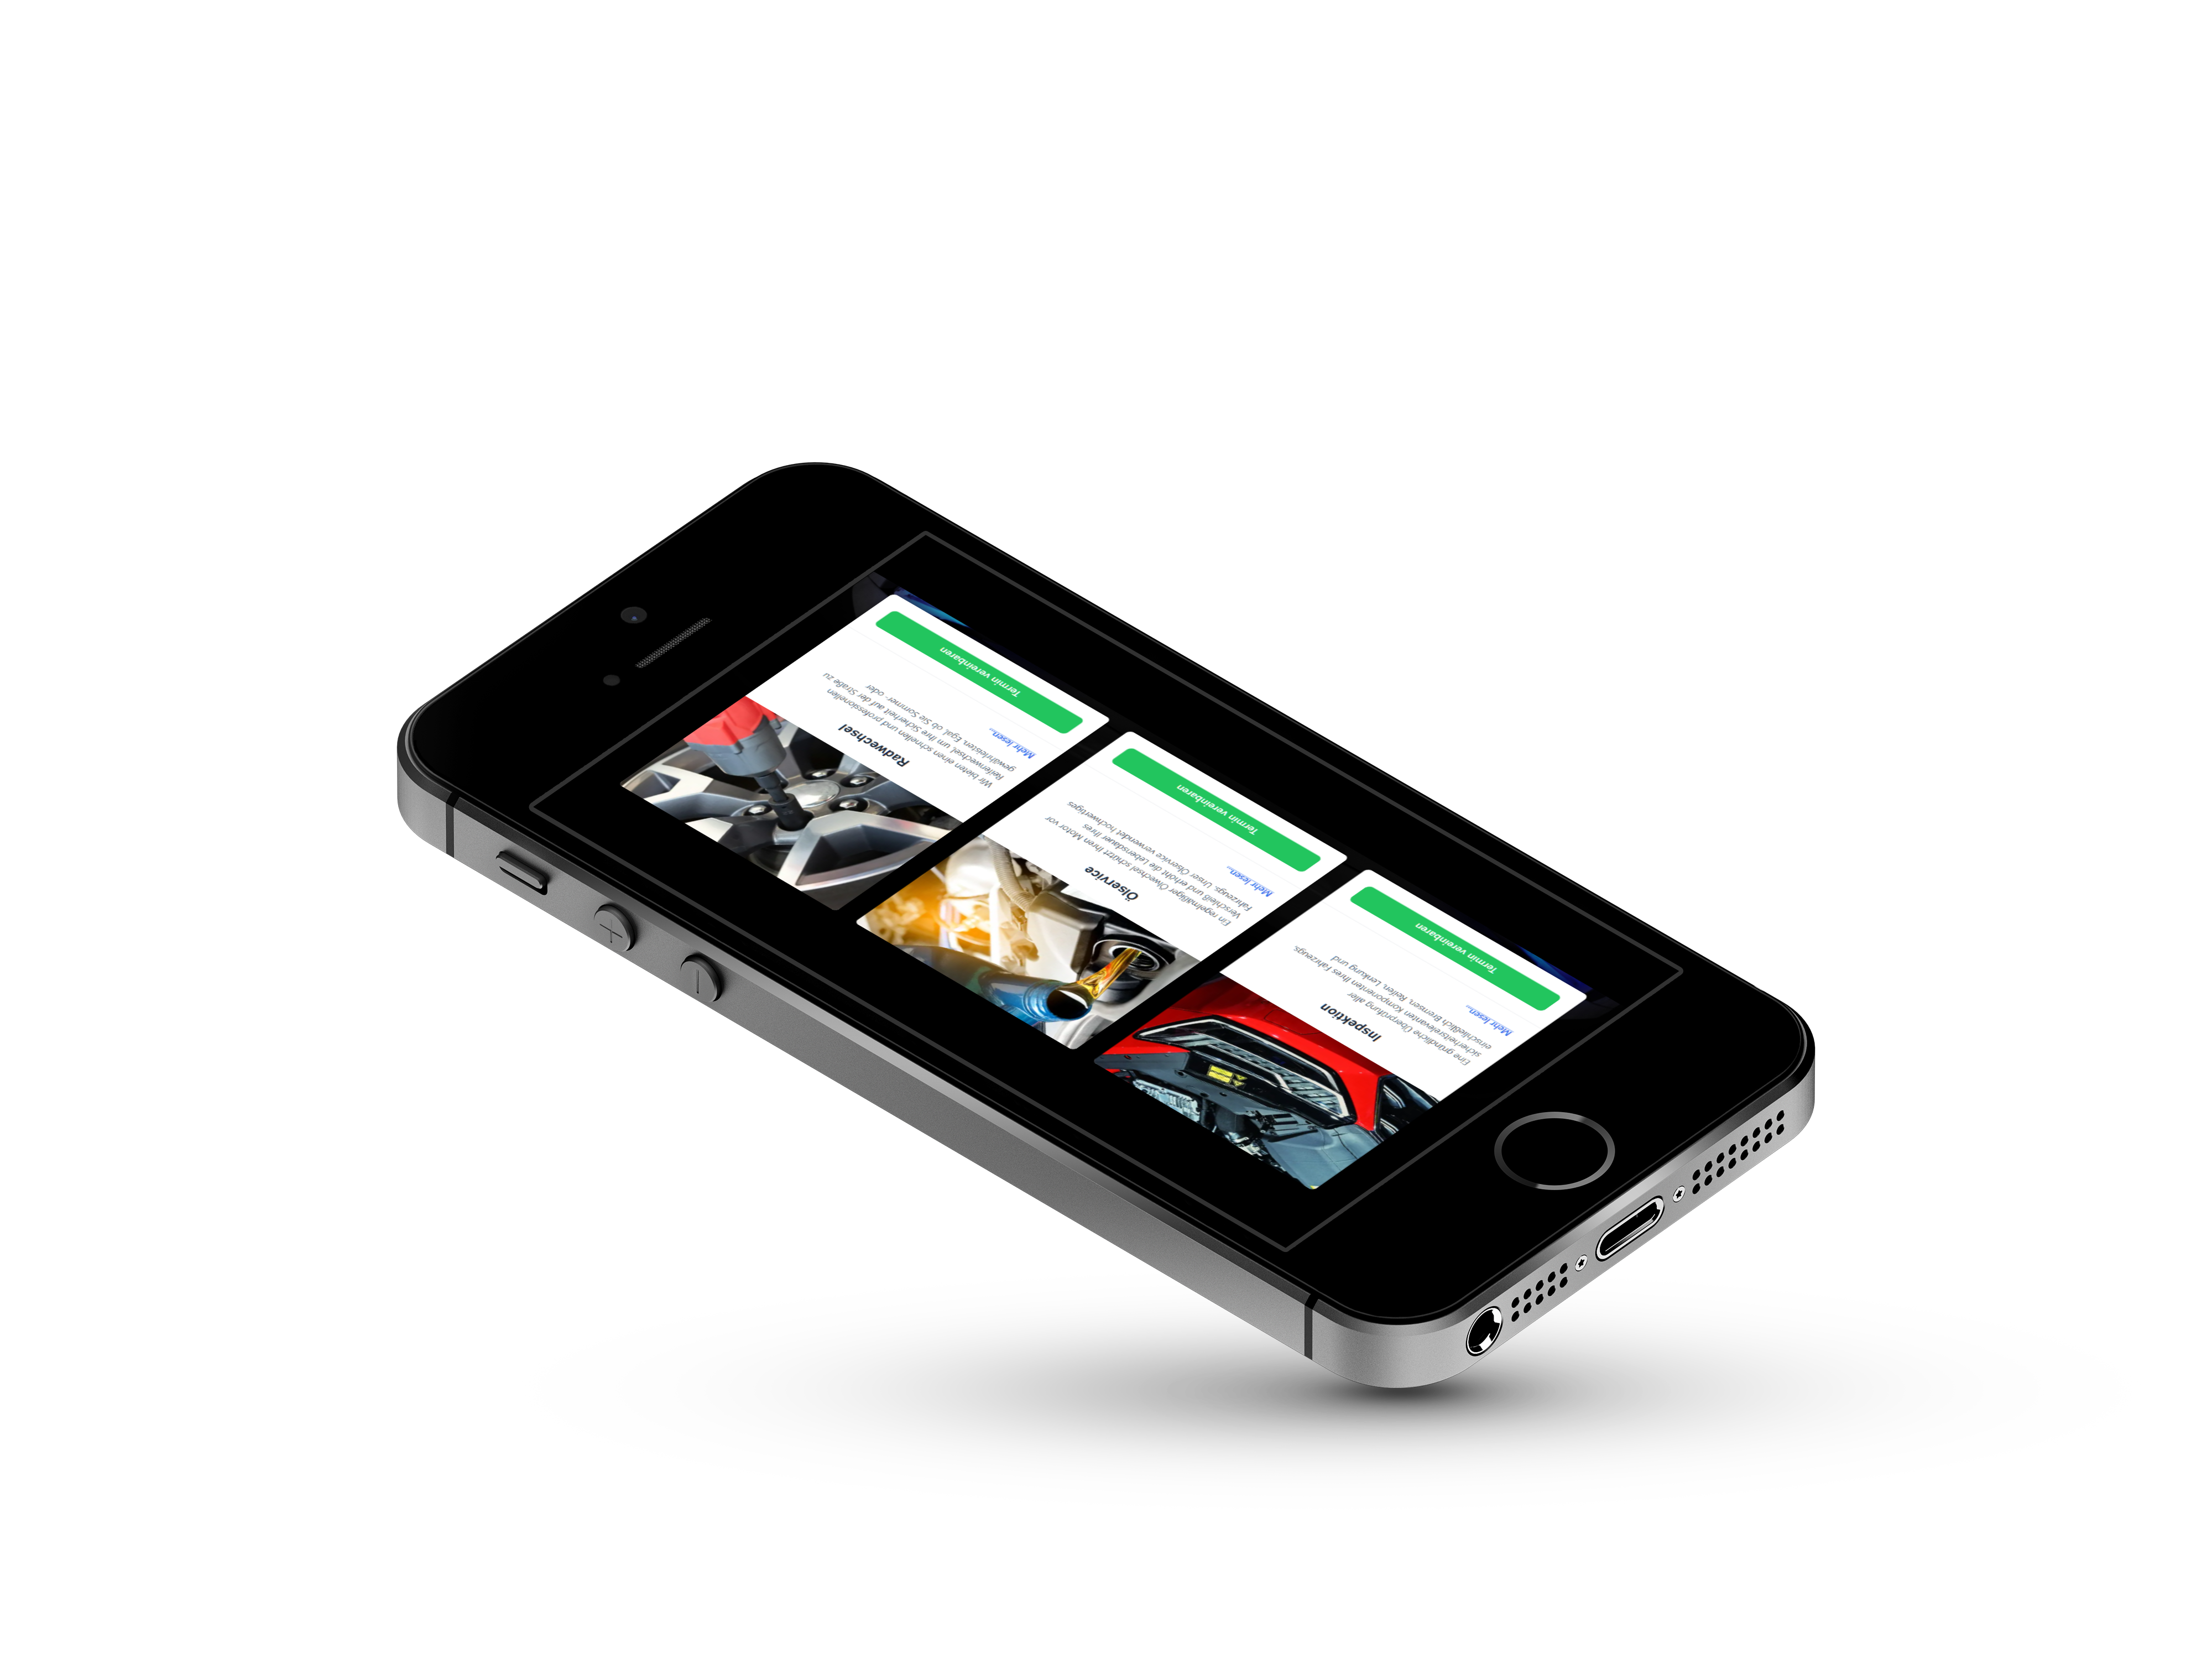 Inspektion
Eine gründliche Überprüfung aller
sicherheitsrelevanten Komponenten Ihres Fahrzeugs,
einschließlich Bremsen, Reifen, Lenkung und
Mehr lesen...
Termin vereinbaren
Ölservice
Ein regelmäßiger Ölwechsel schützt Ihren Motor vor
Verschleiß und erhöht die Lebensdauer Ihres
Fahrzeugs. Unser Ölservice verwendet hochwertiges
Mehr lesen...
Termin vereinbaren
Radwechsel
Wir bieten einen schnellen und professionellen
Reifenwechsel, um Ihre Sicherheit auf der Straße zu
gewährleisten. Egal, ob Sie Sommer- oder
Mehr lesen...
Termin vereinbaren